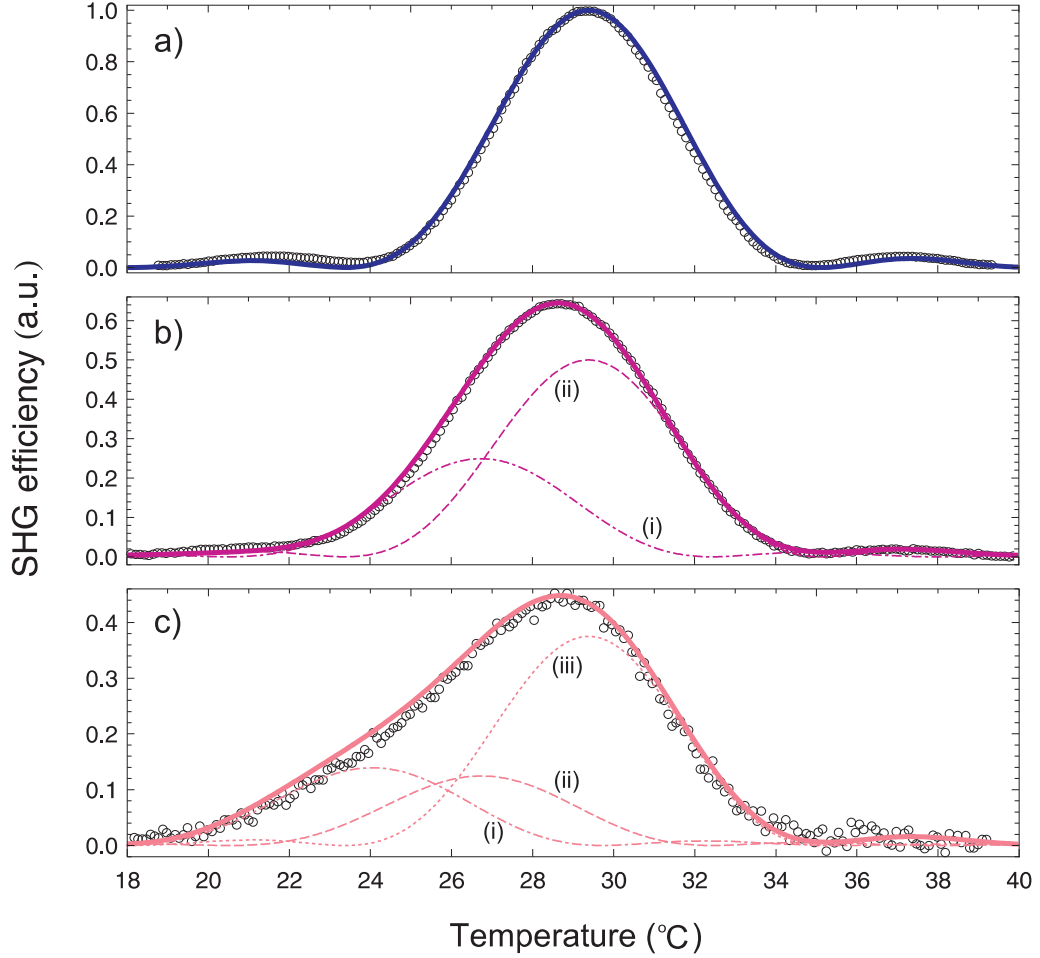 a)
1.0
0.8
0.6
0.4
0.2
0.0
b)
0.6
0.5
0.4
0.3
0.2
0.1
0.0
(ii)
(i)
c)
0.4
0.3
0.2
0.1
0.0
(iii)
(ii)
(i)
18 20 22 24 26 28 30 32 34 36 38 40
Temperature (°C)
SHG efficiency (a.u.)